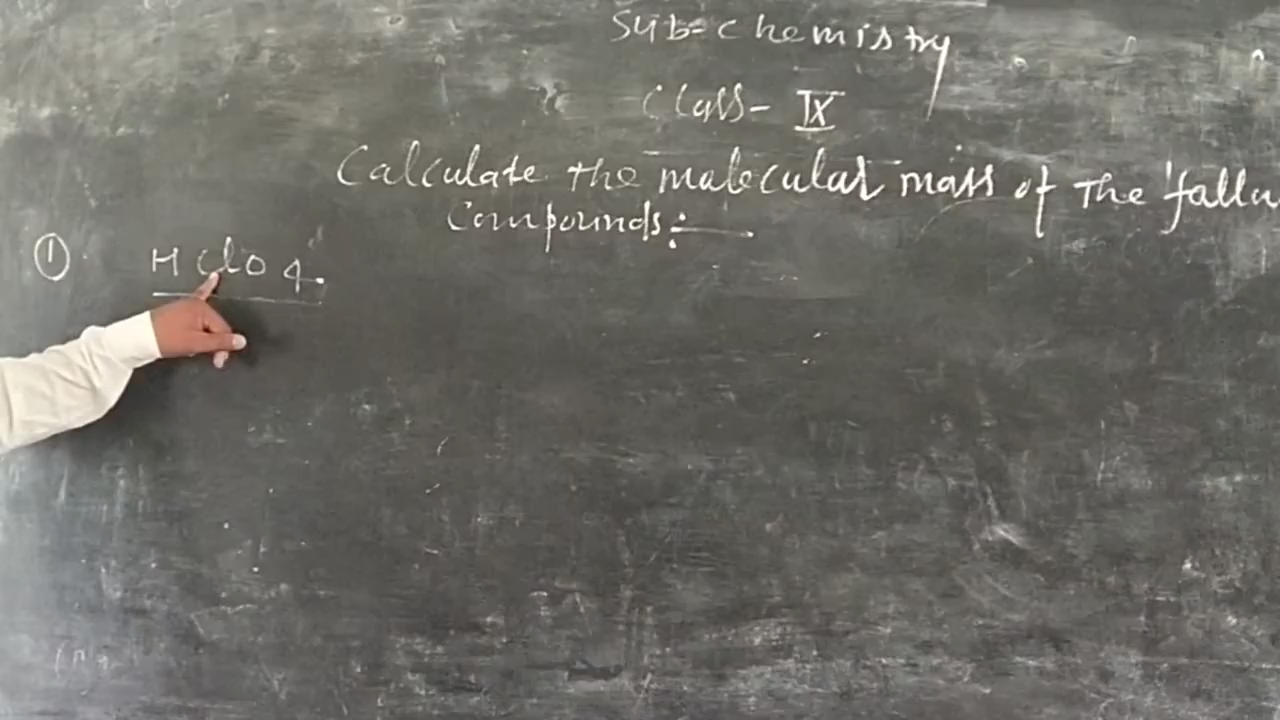 Sub=chemistry
Class- IX
Calculate the molecular mass of The
Compounds:-
① HClO4.